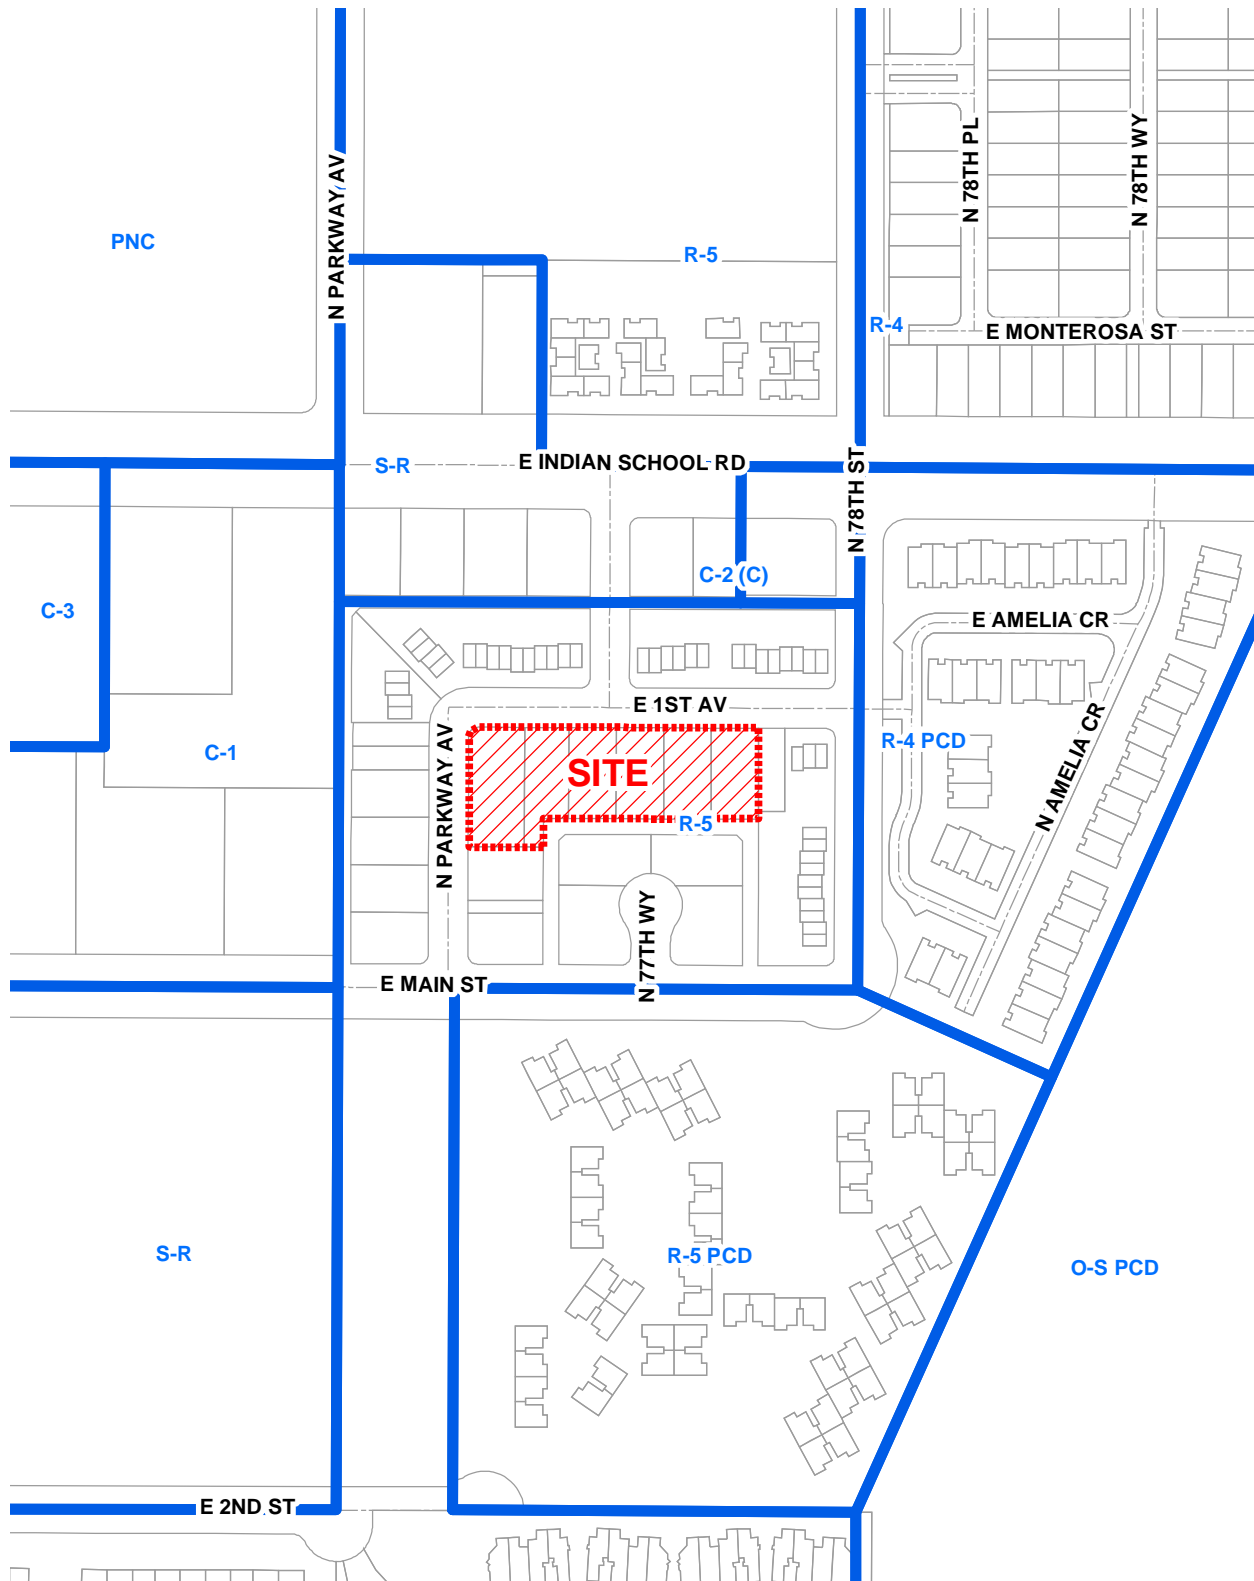 N 78TH PL
N 78TH WY
N PARKWAY AV
PNC
R-5
R-4
E MONTEROSA ST
S-R
E INDIAN SCHOOL RD
N 78TH ST
C-2 (C)
C-3
E AMELIA CR
E 1ST AV
N AMELIA CR
R-4 PCD
C-1
N PARKWAY AV
SITE
R-5
N 77TH WY
E MAIN ST
S-R
R-5 PCD
O-S PCD
E 2ND ST